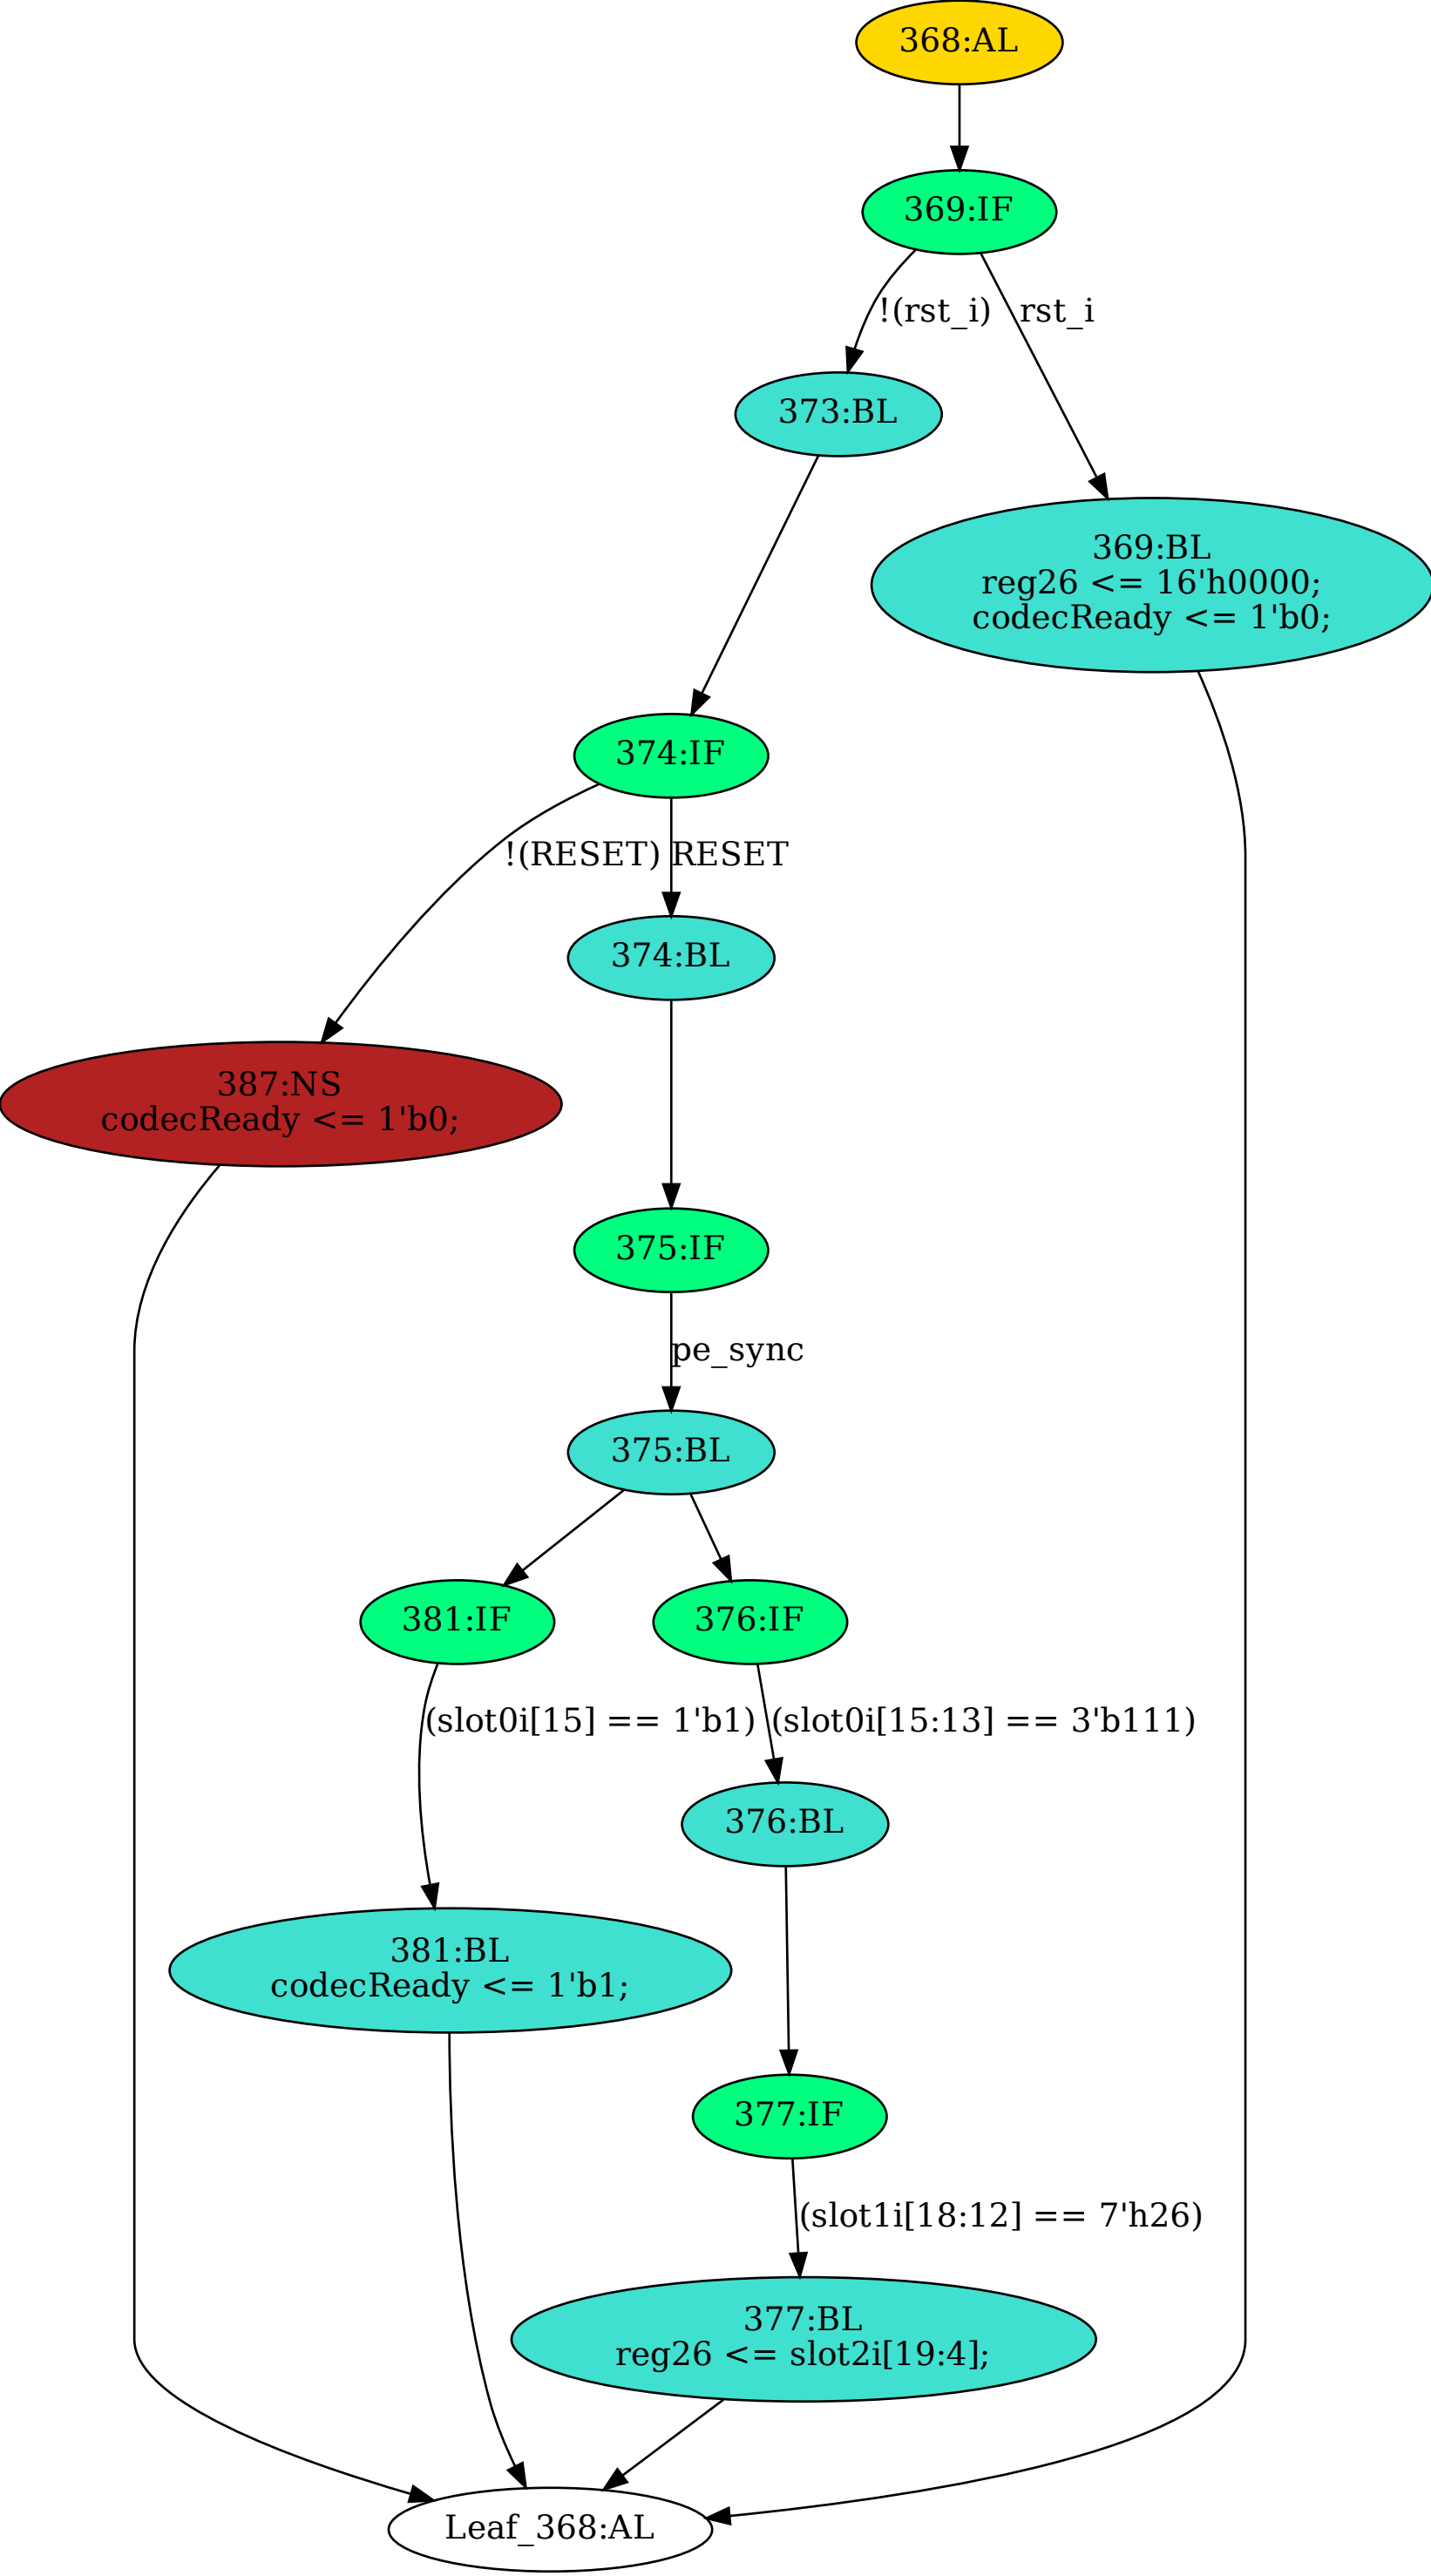 368:AL
369:IF
!(rst_i)
rst_i
373:BL
369:BL
reg26 <= 16'h0000;
codecReady <= 1'b0;
374:IF
!(RESET)
RESET
374:BL
387:NS
codecReady <= 1'b0;
375:IF
pe_sync
375:BL
381:IF
376:IF
(slot0i[15] == 1'b1)
(slot0i[15:13] == 3'b111)
376:BL
381:BL
codecReady <= 1'b1;
377:IF
(slot1i[18:12] == 7'h26)
377:BL
reg26 <= slot2i[19:4];
Leaf_368:AL